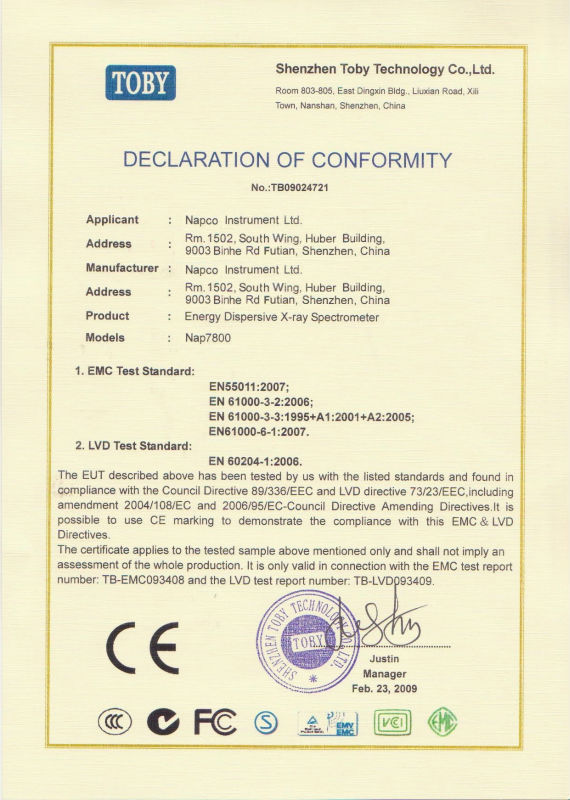 TOBY
Shenzhen Toby Technology Co.,Ltd.
Room 803-805, East Dingxin Bldg., Liuxian Road, Xili
Town, Nanshan, Shenzhen, China
DECLARATION OF CONFORMITY
No.:TB09024721
Applicant : Napco Instrument Ltd.
Address : Rm. 1502, South Wing, Huber Building,
9003 Binhe Rd Futian, Shenzhen, China
Manufacturer : Napco Instrument Ltd.
Address : Rm. 1502, South Wing, Huber Building,
9003 Binhe Rd Futian, Shenzhen, China
Product : Energy Dispersive X-ray Spectrometer
Models : Nap7800
1. EMC Test Standard:
EN55011:2007;
EN 61000-3-2:2006;
EN 61000-3-3:1995+A1:2001+A2:2005;
EN61000-6-1:2007.
2. LVD Test Standard:
EN 60204-1:2006.
The EUT described above has been tested by us with the listed standards and found in
compliance with the Council Directive 89/336/EEC and LVD directive 73/23/EEC,including
amendment 2004/108/EC and 2006/95/EC-Council Directive Amending Directives.It is
possible to use CE marking to demonstrate the compliance with this EMC & LVD
Directives.
The certificate applies to the tested sample above mentioned only and shall not imply an
assessment of the whole production. It is only valid in connection with the EMC test report
number: TB-EMC093408 and the LVD test report number: TB-LVD093409.
CE
SHENZHEN TOBY TECHNOLOGY CO.,LTD.
TOBY
Justin
Manager
Feb. 23, 2009
CCC
FC
S
EMV
EMC
VCI
EMC